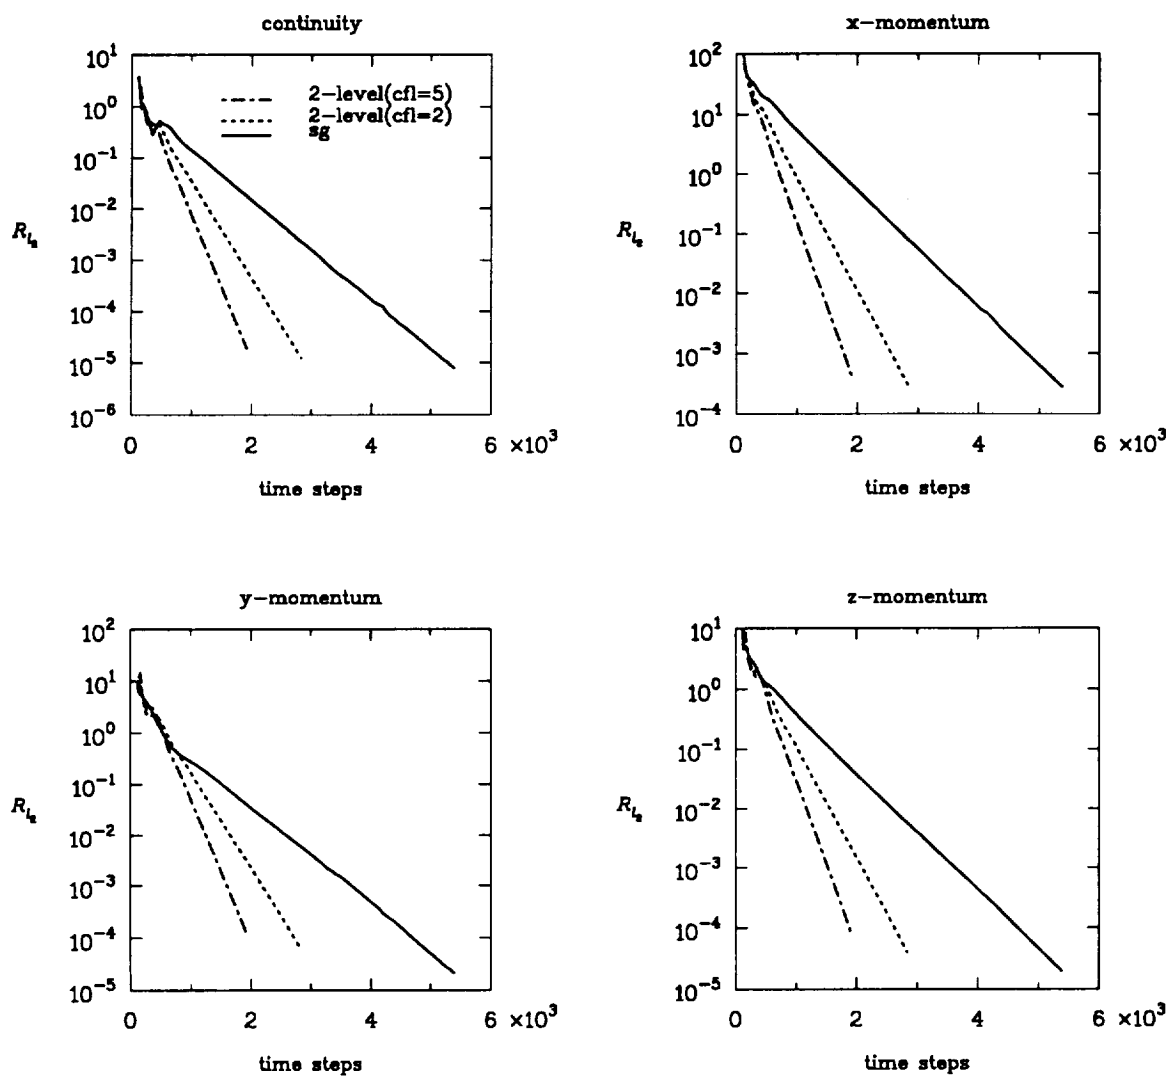 continuity
10^1
10^0
10^-1
10^-2
10^-3
10^-4
10^-5
10^-6
R_l2
2-level(cfl=5)
2-level(cfl=2)
sg
0 2 4 6 ×10^3
time steps
x-momentum
10^2
10^1
10^0
10^-1
10^-2
10^-3
10^-4
R_l2
0 2 4 6 ×10^3
time steps
y-momentum
10^2
10^1
10^0
10^-1
10^-2
10^-3
10^-4
10^-5
R_l2
0 2 4 6 ×10^3
time steps
z-momentum
10^1
10^0
10^-1
10^-2
10^-3
10^-4
10^-5
R_l2
0 2 4 6 ×10^3
time steps